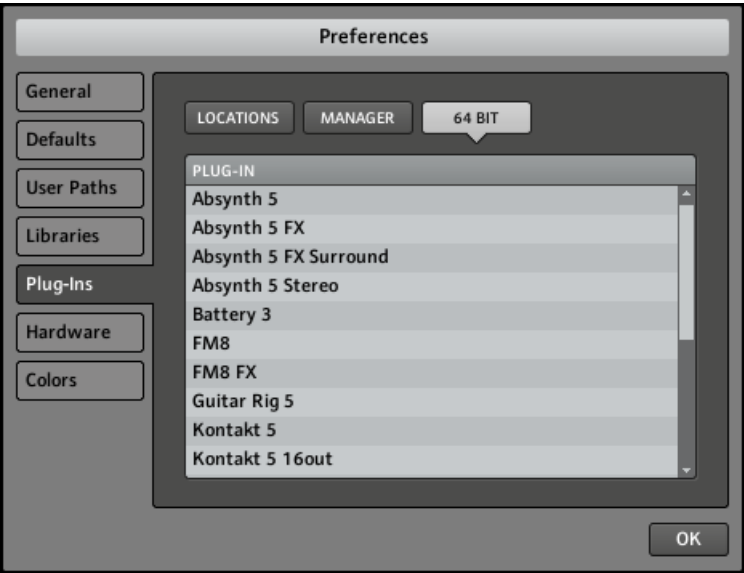 Preferences
General
Defaults
User Paths
Libraries
Plug-Ins
Hardware
Colors
LOCATIONS MANAGER 64 BIT
PLUG-IN
Absynth 5
Absynth 5 FX
Absynth 5 FX Surround
Absynth 5 Stereo
Battery 3
FM8
FM8 FX
Guitar Rig 5
Kontakt 5
Kontakt 5 16out
OK